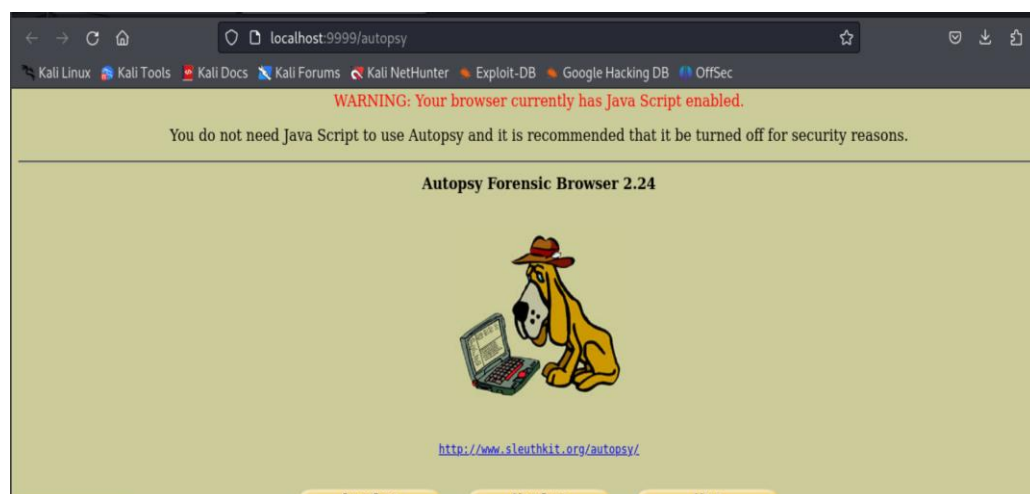 localhost:9999/autopsy
Kali Linux Kali Tools Kali Docs Kali Forums Kali NetHunter Exploit-DB Google Hacking DB OffSec
WARNING: Your browser currently has Java Script enabled.
You do not need Java Script to use Autopsy and it is recommended that it be turned off for security reasons.
Autopsy Forensic Browser 2.24
http://www.sleuthkit.org/autopsy/